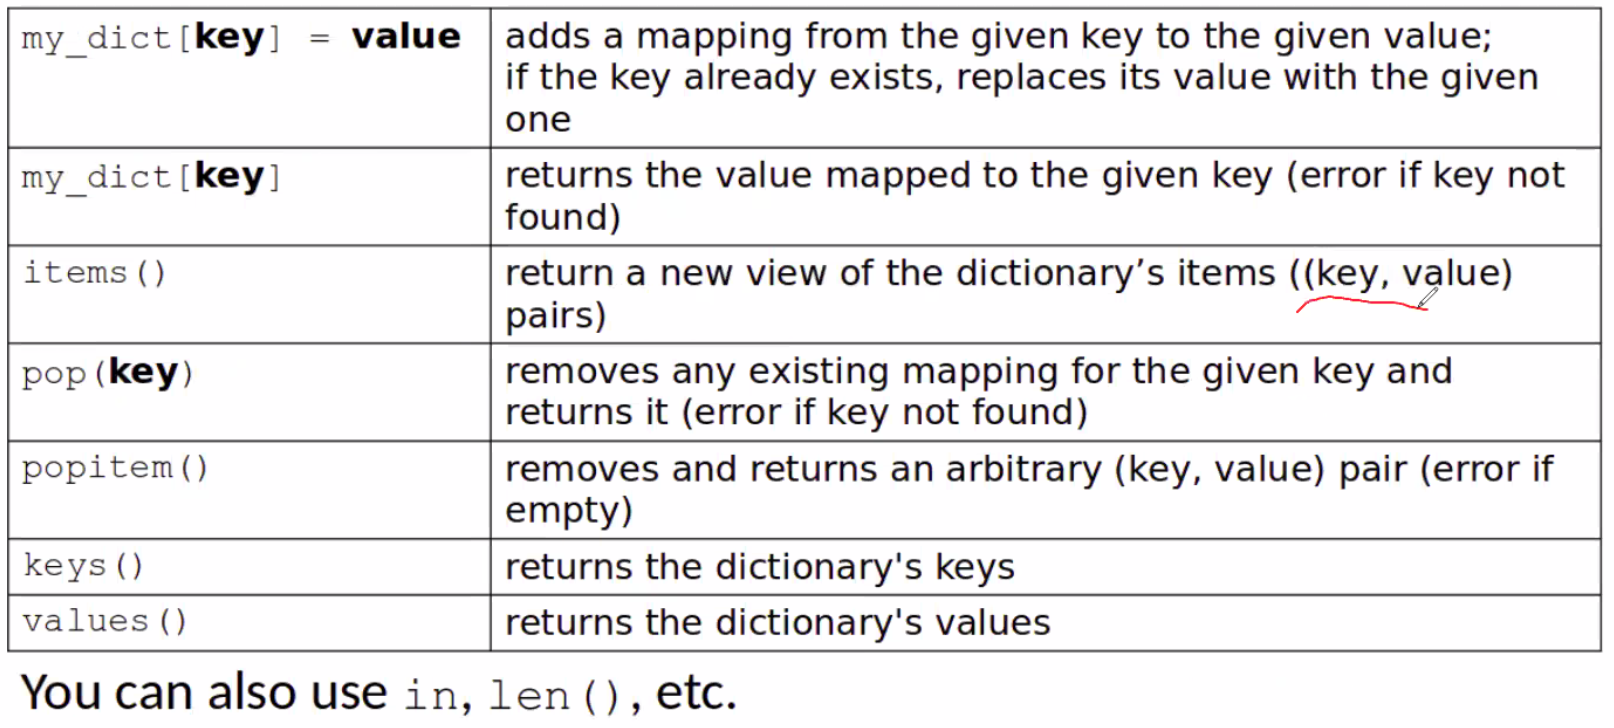 my_dict[key] = value
adds a mapping from the given key to the given value;
if the key already exists, replaces its value with the given
one
my_dict[key]
returns the value mapped to the given key (error if key not
found)
items()
return a new view of the dictionary’s items ((key, value)
pairs)
pop(key)
removes any existing mapping for the given key and
returns it (error if key not found)
popitem()
removes and returns an arbitrary (key, value) pair (error if
empty)
keys()
returns the dictionary's keys
values()
returns the dictionary's values
You can also use in, len(), etc.